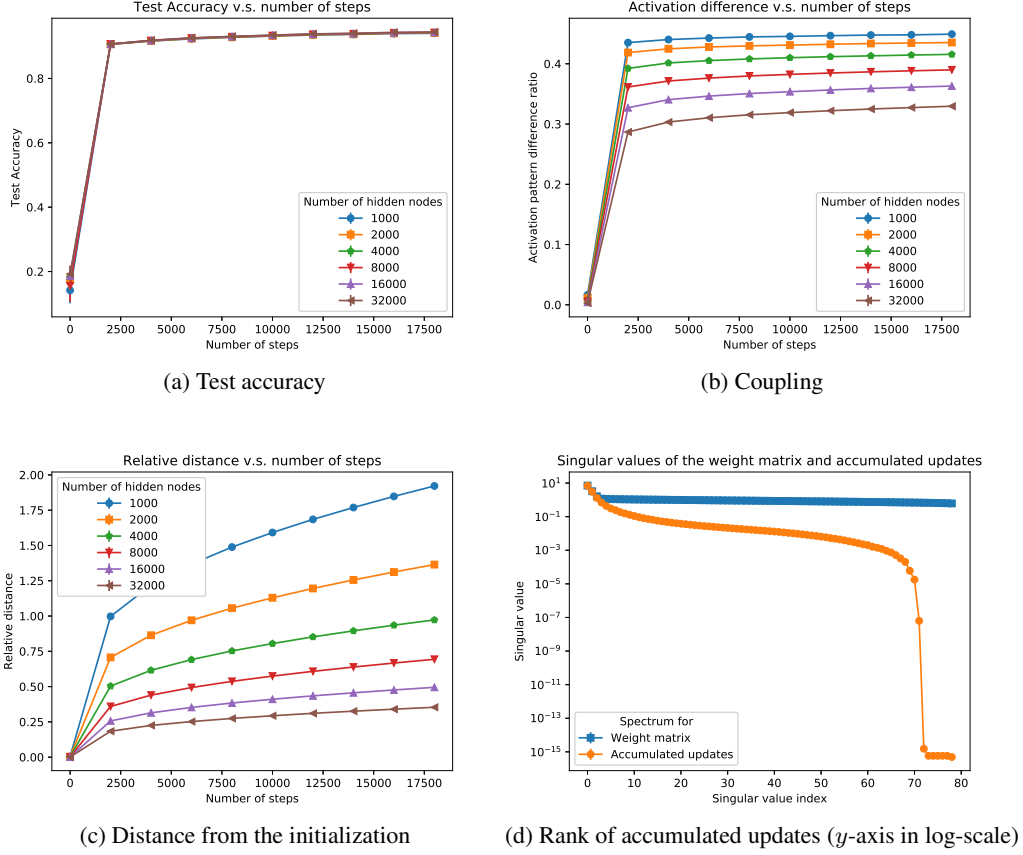 Test Accuracy v.s. number of steps
Test Accuracy
0.8
0.6
0.4
0.2
Number of hidden nodes
1000
2000
4000
8000
16000
32000
0 2500 5000 7500 10000 12500 15000 17500
Number of steps
(a) Test accuracy
Activation difference v.s. number of steps
Activation pattern difference ratio
0.4
0.3
0.2
0.1
0.0
Number of hidden nodes
1000
2000
4000
8000
16000
32000
0 2500 5000 7500 10000 12500 15000 17500
Number of steps
(b) Coupling
Relative distance v.s. number of steps
Relative distance
2.00
1.75
1.50
1.25
1.00
0.75
0.50
0.25
0.00
Number of hidden nodes
1000
2000
4000
8000
16000
32000
0 2500 5000 7500 10000 12500 15000 17500
Number of steps
(c) Distance from the initialization
Singular values of the weight matrix and accumulated updates
Singular value
10¹
10⁻¹
10⁻³
10⁻⁵
10⁻⁷
10⁻⁹
10⁻¹¹
10⁻¹³
10⁻¹⁵
Spectrum for
Weight matrix
Accumulated updates
0 10 20 30 40 50 60 70 80
Singular value index
(d) Rank of accumulated updates (y-axis in log-scale)